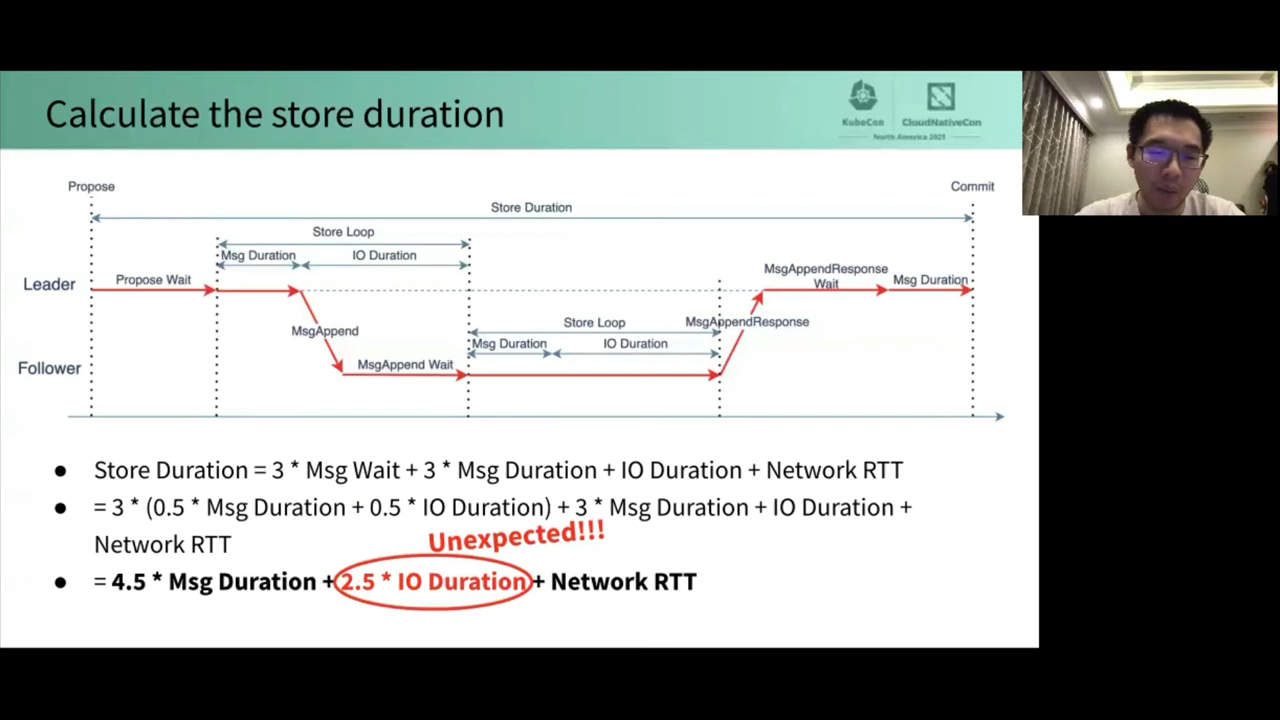 Calculate the store duration
KubeCon
CloudNativeCon
North America 2021
Propose
Commit
Store Duration
Store Loop
Msg Duration
IO Duration
Leader
Propose Wait
MsgAppendResponse
Wait
Msg Duration
MsgAppend
Store Loop
MsgAppendResponse
Msg Duration
IO Duration
Follower
MsgAppend Wait
● Store Duration = 3 * Msg Wait + 3 * Msg Duration + IO Duration + Network RTT
● = 3 * (0.5 * Msg Duration + 0.5 * IO Duration) + 3 * Msg Duration + IO Duration +
Network RTT
Unexpected!!!
● = 4.5 * Msg Duration + 2.5 * IO Duration + Network RTT